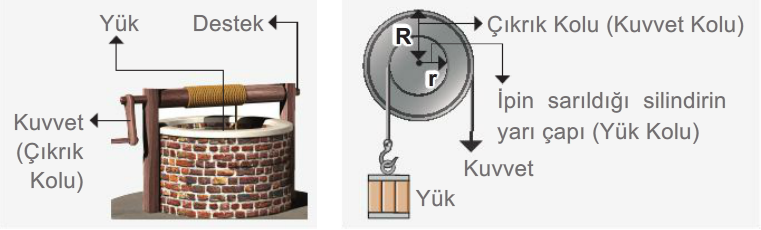 Yük
Destek
Kuvvet
(Çıkrık
Kolu)
R
Çıkrık Kolu (Kuvvet Kolu)
r
İpin sarıldığı silindirin
yarı çapı (Yük Kolu)
Kuvvet
Yük